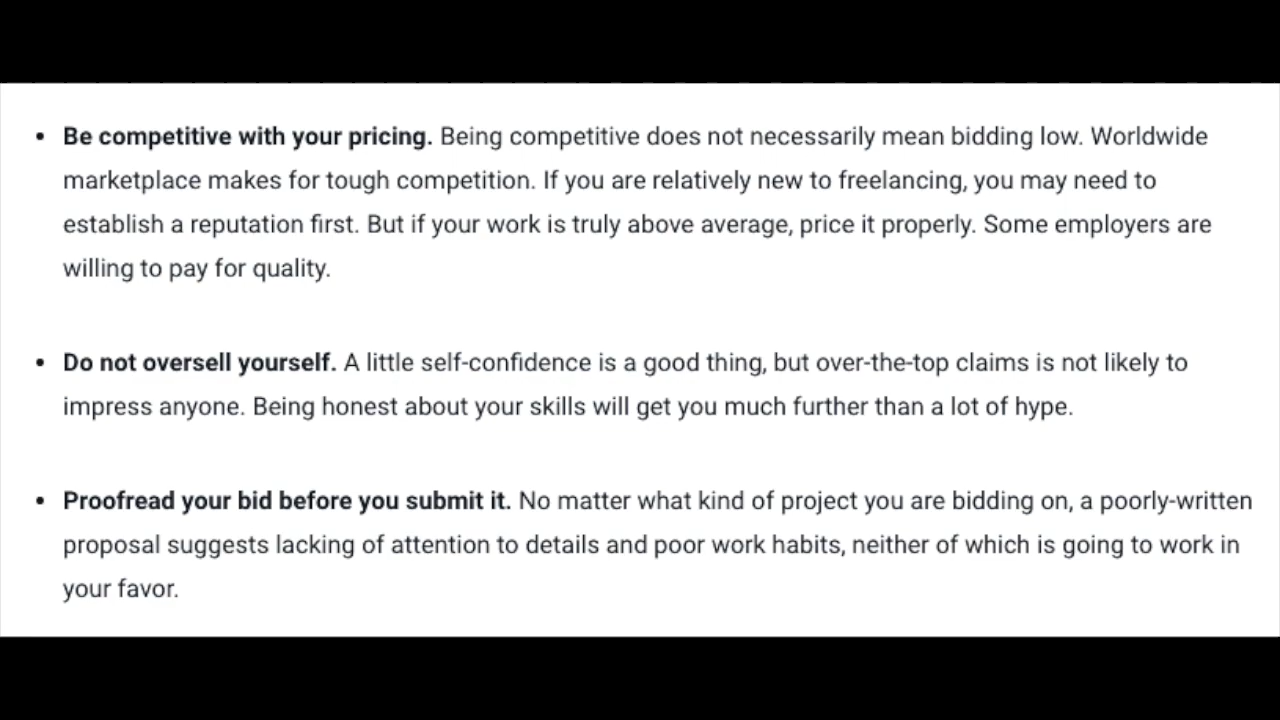 • Be competitive with your pricing. Being competitive does not necessarily mean bidding low. Worldwide
marketplace makes for tough competition. If you are relatively new to freelancing, you may need to
establish a reputation first. But if your work is truly above average, price it properly. Some employers are
willing to pay for quality.
• Do not oversell yourself. A little self-confidence is a good thing, but over-the-top claims is not likely to
impress anyone. Being honest about your skills will get you much further than a lot of hype.
• Proofread your bid before you submit it. No matter what kind of project you are bidding on, a poorly-written
proposal suggests lacking of attention to details and poor work habits, neither of which is going to work in
your favor.